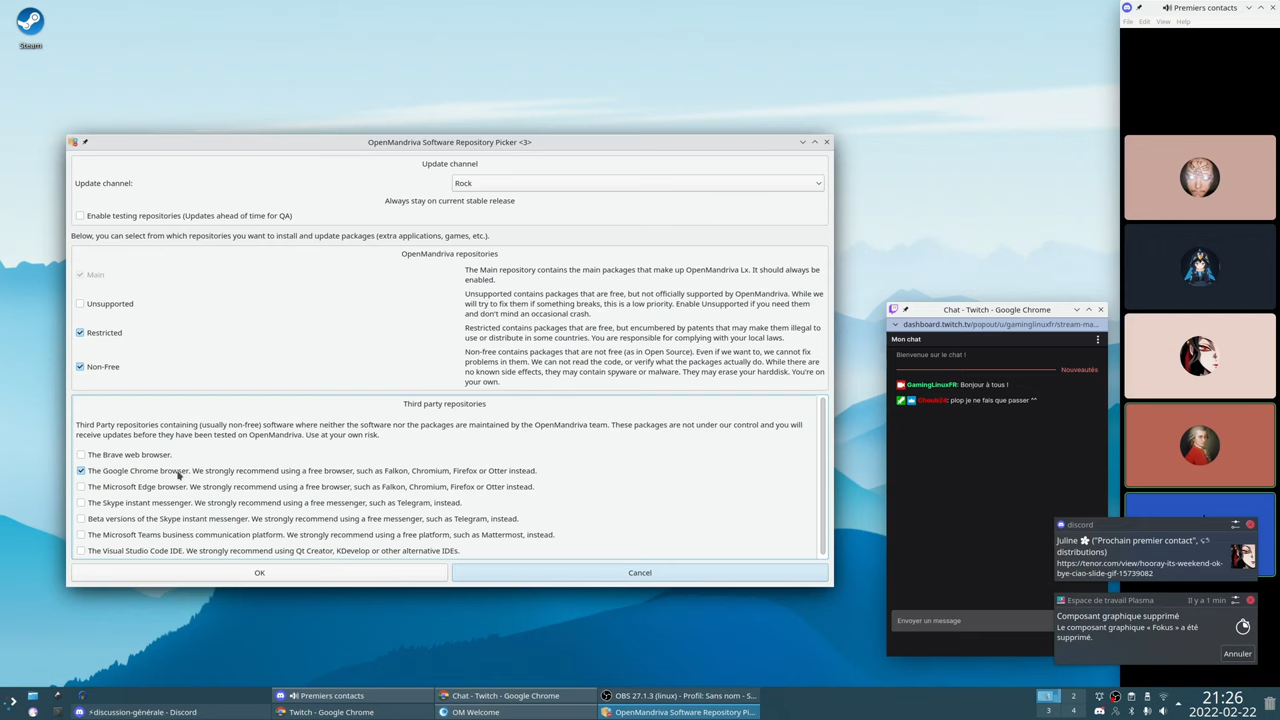 Steam
Premiers contacts
File Edit View Help
OpenMandriva Software Repository Picker <3>
Update channel
Update channel:
Rock
Always stay on current stable release
Enable testing repositories (Updates ahead of time for QA)
Below, you can select from which repositories you want to install and update packages (extra applications, games, etc.).
OpenMandriva repositories
Main
The Main repository contains the main packages that make up OpenMandriva Lx. It should always be
enabled.
Unsupported
Unsupported contains packages that are free, but not officially supported by OpenMandriva. While we
will try to fix them if something breaks, this is a low priority. Enable Unsupported if you need them
and don't mind an occasional crash.
Restricted
Restricted contains packages that are free, but encumbered by patents that may make them illegal to
use or distribute in some countries. You are responsible for complying with your local laws.
Non-Free
Non-free contains packages that are not free (as in Open Source). Even if we want to, we cannot fix
problems in them. We can not read the code, or verify what the packages actually do. While there are
no known side effects, they may contain spyware or malware. They may erase your harddisk. You're on
your own.
Third party repositories
Third Party repositories containing (usually non-free) software where neither the software nor the packages are maintained by the OpenMandriva team. These packages are not under our control and you will
receive updates before they have been tested on OpenMandriva. Use at your own risk.
The Brave web browser.
The Google Chrome browser. We strongly recommend using a free browser, such as Falkon, Chromium, Firefox or Otter instead.
The Microsoft Edge browser. We strongly recommend using a free browser, such as Falkon, Chromium, Firefox or Otter instead.
The Skype instant messenger. We strongly recommend using a free messenger, such as Telegram, instead.
Beta versions of the Skype instant messenger. We strongly recommend using a free messenger, such as Telegram, instead.
The Microsoft Teams business communication platform. We strongly recommend using a free platform, such as Mattermost, instead.
The Visual Studio Code IDE. We strongly recommend using Qt Creator, KDevelop or other alternative IDEs.
OK
Cancel
Chat - Twitch - Google Chrome
dashboard.twitch.tv/popout/u/gaminglinuxfr/stream-ma...
Mon chat
Bienvenue sur le chat !
Nouveautés
GamingLinuxFR: Bonjour à tous !
Ghoulz24: plop je ne fais que passer ^^
Envoyer un message
discord
Juline ("Prochain premier contact",
distributions)
https://tenor.com/view/hooray-its-weekend-ok-
bye-ciao-slide-gif-15739082
Espace de travail Plasma
Il y a 1 min
Composant graphique supprimé
Le composant graphique « Fokus » a été
supprimé.
Annuler
Premiers contacts
Chat - Twitch - Google Chrome
OBS 27.1.3 (linux) - Profil: Sans nom - S...
#discussion-générale - Discord
Twitch - Google Chrome
OM Welcome
OpenMandriva Software Repository Pi...
1 2
3 4
21:26
2022-02-22